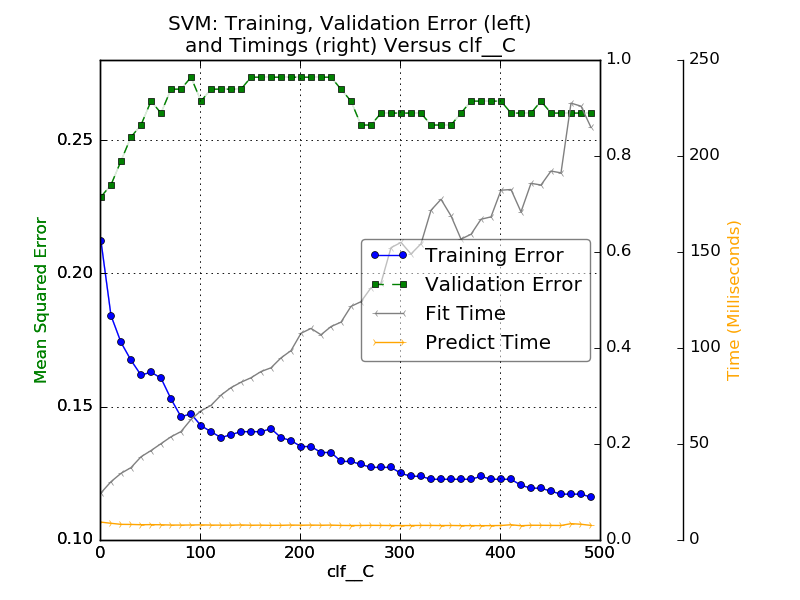 SVM: Training, Validation Error (left)
and Timings (right) Versus clf__C
Mean Squared Error
0.25
0.20
0.15
0.10
0
100
200
300
400
500
clf__C
1.0
0.8
0.6
0.4
0.2
0.0
250
200
150
100
50
0
Time (Milliseconds)
Training Error
Validation Error
Fit Time
Predict Time